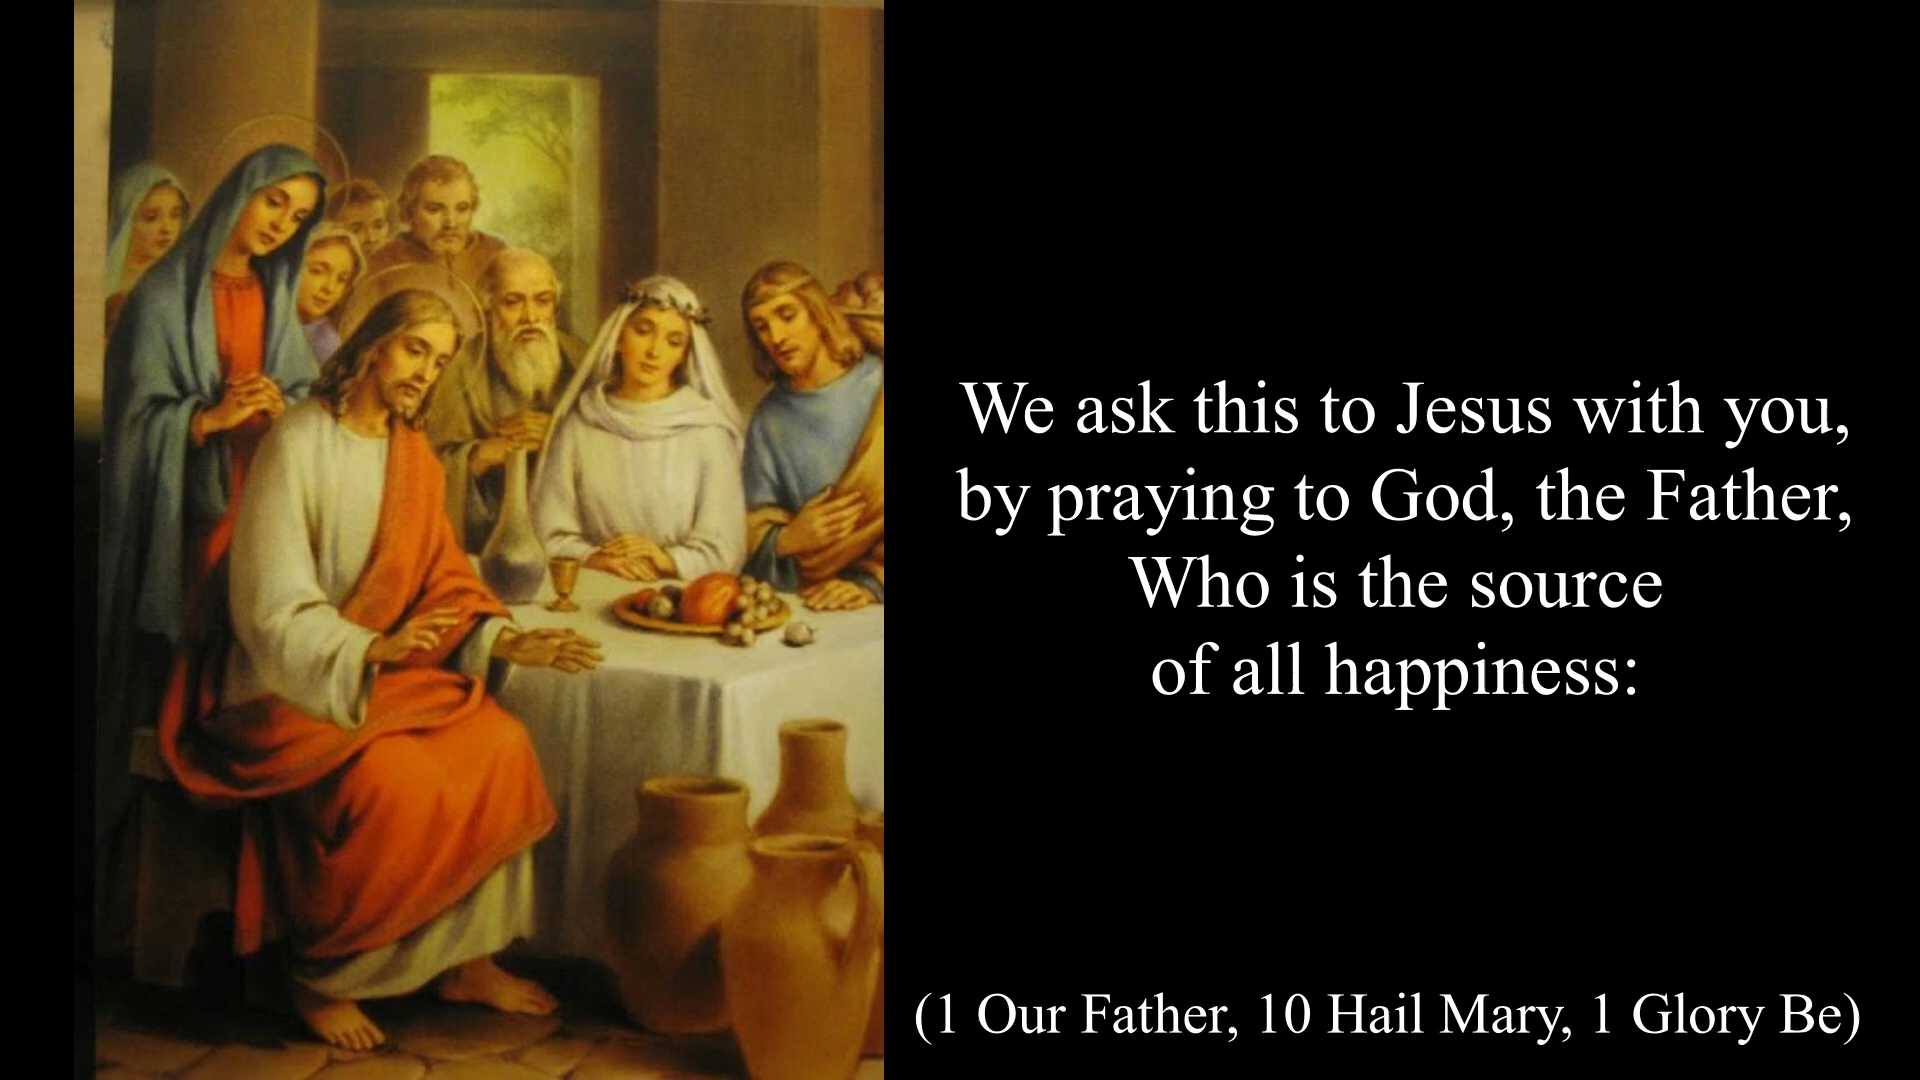 We ask this to Jesus with you,
by praying to God, the Father,
Who is the source
of all happiness:
(1 Our Father, 10 Hail Mary, 1 Glory Be)